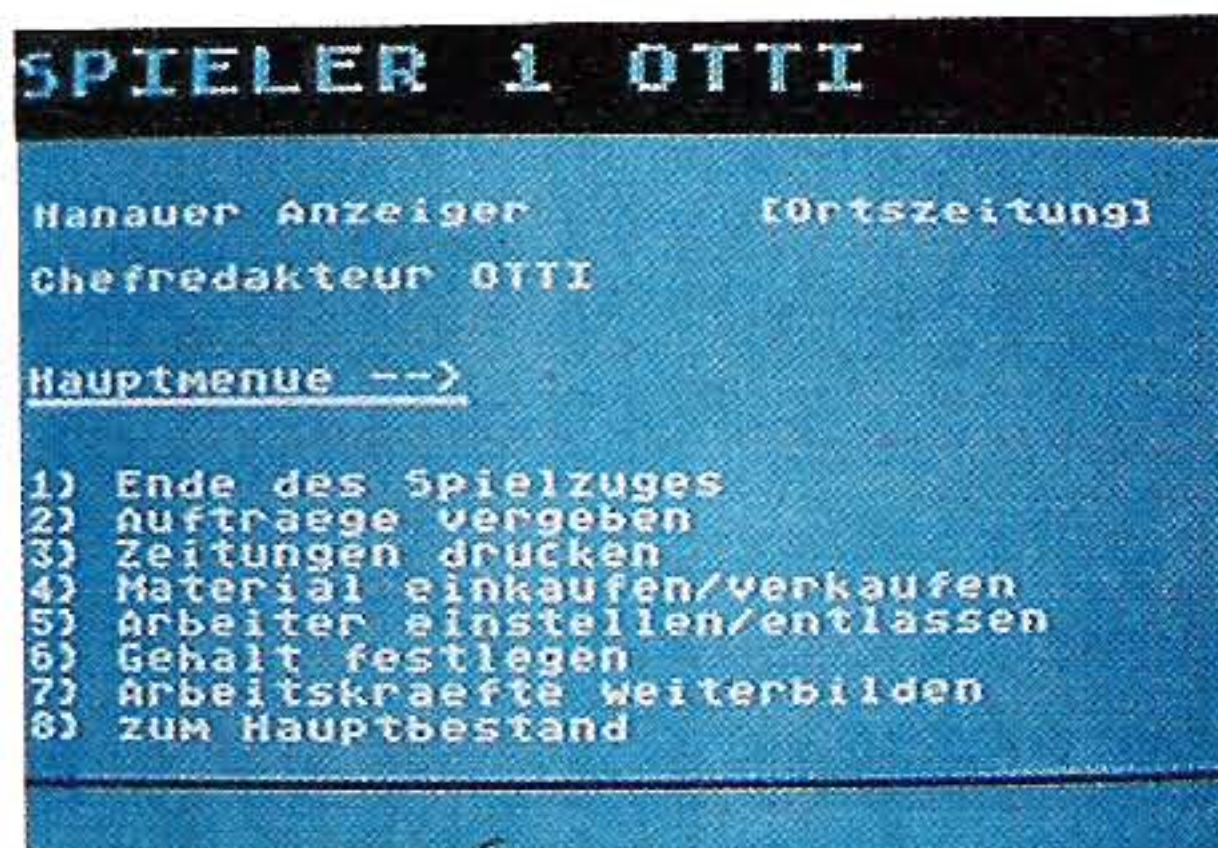 SPIELER 1 OTTI
Hanauer Anzeiger [Ortszeitung]
Chefredakteur OTTI
Hauptmenue -->
1) Ende des Spielzuges
2) Auftraege vergeben
3) Zeitungen drucken
4) Material einkaufen/verkaufen
5) Arbeiter einstellen/entlassen
6) Gehalt festlegen
7) Arbeitskraefte weiterbilden
8) zum Hauptbestand